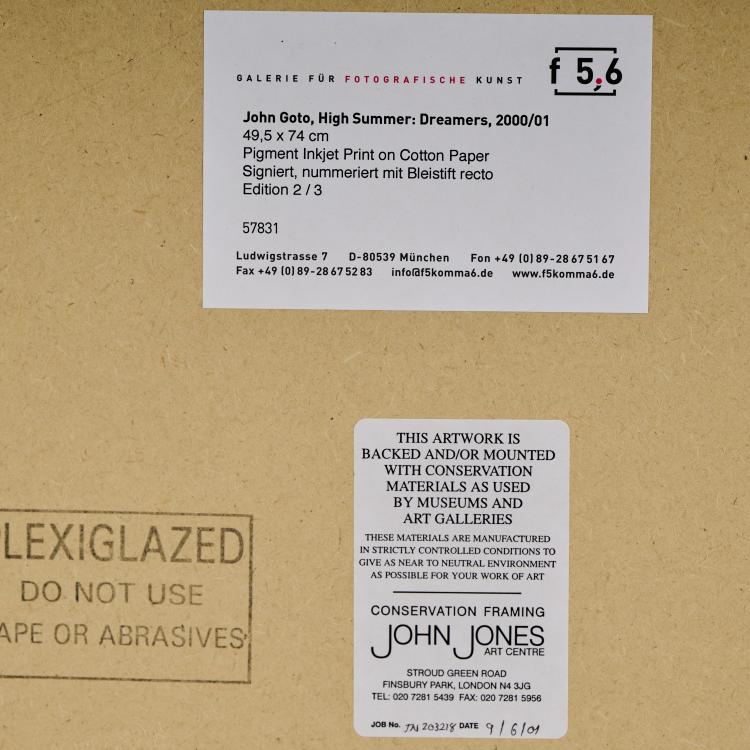 GALERIE FÜR FOTOGRAFISCHE KUNST
f 5,6
John Goto, High Summer: Dreamers, 2000/01
49,5 x 74 cm
Pigment Inkjet Print on Cotton Paper
Signiert, nummeriert mit Bleistift recto
Edition 2 / 3
57831
Ludwigstrasse 7 D-80539 München Fon +49 (0) 89-28 67 51 67
Fax +49 (0) 89-28 67 52 83 info@f5komma6.de www.f5komma6.de
THIS ARTWORK IS
BACKED AND/OR MOUNTED
WITH CONSERVATION
MATERIALS AS USED
BY MUSEUMS AND
ART GALLERIES
THESE MATERIALS ARE MANUFACTURED
IN STRICTLY CONTROLLED CONDITIONS TO
GIVE AS NEAR TO NEUTRAL ENVIRONMENT
AS POSSIBLE FOR YOUR WORK OF ART
CONSERVATION FRAMING
JOHN JONES
ART CENTRE
STROUD GREEN ROAD
FINSBURY PARK, LONDON N4 3JG
TEL: 020 7281 5439 FAX: 020 7281 5956
JOB No. JN 203218 DATE 9/6/01
PLEXIGLAZED
DO NOT USE
APE OR ABRASIVES